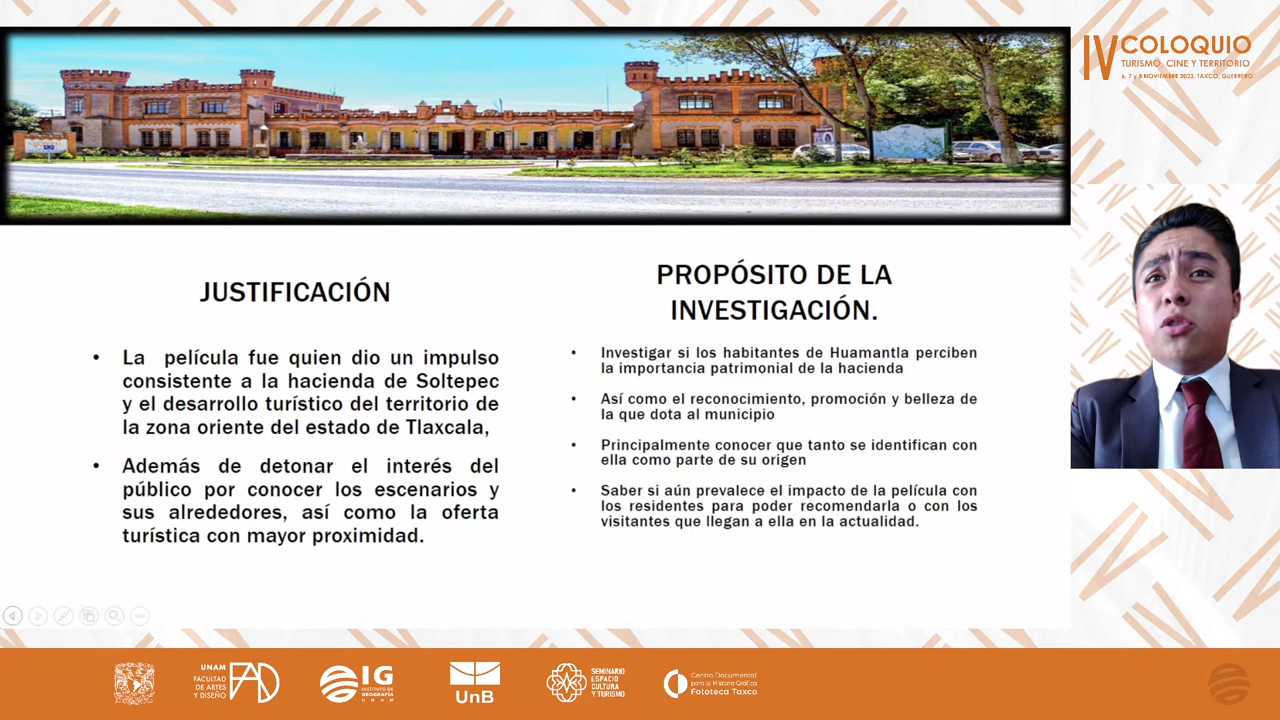 IV COLOQUIO
TURISMO, CINE Y TERRITORIO
6, 7 y 8 NOVIEMBRE 2023. TAXCO, GUERRERO
JUSTIFICACIÓN
• La película fue quien dio un impulso
consistente a la hacienda de Soltepec
y el desarrollo turístico del territorio de
la zona oriente del estado de Tlaxcala,
• Además de detonar el interés del
público por conocer los escenarios y
sus alrededores, así como la oferta
turística con mayor proximidad.
PROPÓSITO DE LA
INVESTIGACIÓN.
• Investigar si los habitantes de Huamantla perciben
la importancia patrimonial de la hacienda
• Así como el reconocimiento, promoción y belleza de
la que dota al municipio
• Principalmente conocer que tanto se identifican con
ella como parte de su origen
• Saber si aún prevalece el impacto de la película con
los residentes para poder recomendarla o con los
visitantes que llegan a ella en la actualidad.
UNAM
FACULTAD
DE ARTES
Y DISEÑO
FAD
IG
INSTITUTO DE
GEOGRAFÍA
UNAM
UnB
SEMINARIO
ESPACIO
CULTURA
Y TURISMO
Centro Documental
para la Historia Gráfica
Fototeca Taxco